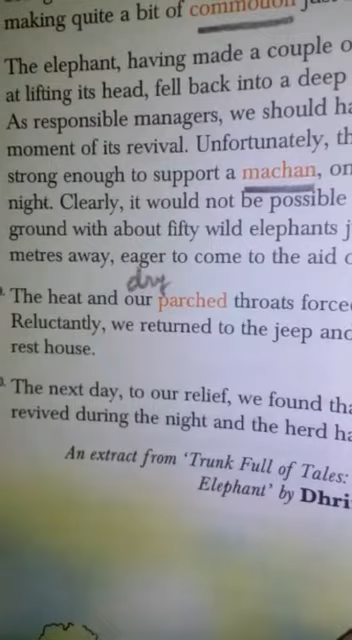 making quite a bit of commotion just
The elephant, having made a couple o
at lifting its head, fell back into a deep
As responsible managers, we should ha
moment of its revival. Unfortunately, th
strong enough to support a machan, on
night. Clearly, it would not be possible
ground with about fifty wild elephants j
metres away, eager to come to the aid
dry
The heat and our parched throats force
Reluctantly, we returned to the jeep and
rest house.
The next day, to our relief, we found tha
revived during the night and the herd ha
An extract from ‘Trunk Full of Tales:
Elephant’ by Dhri